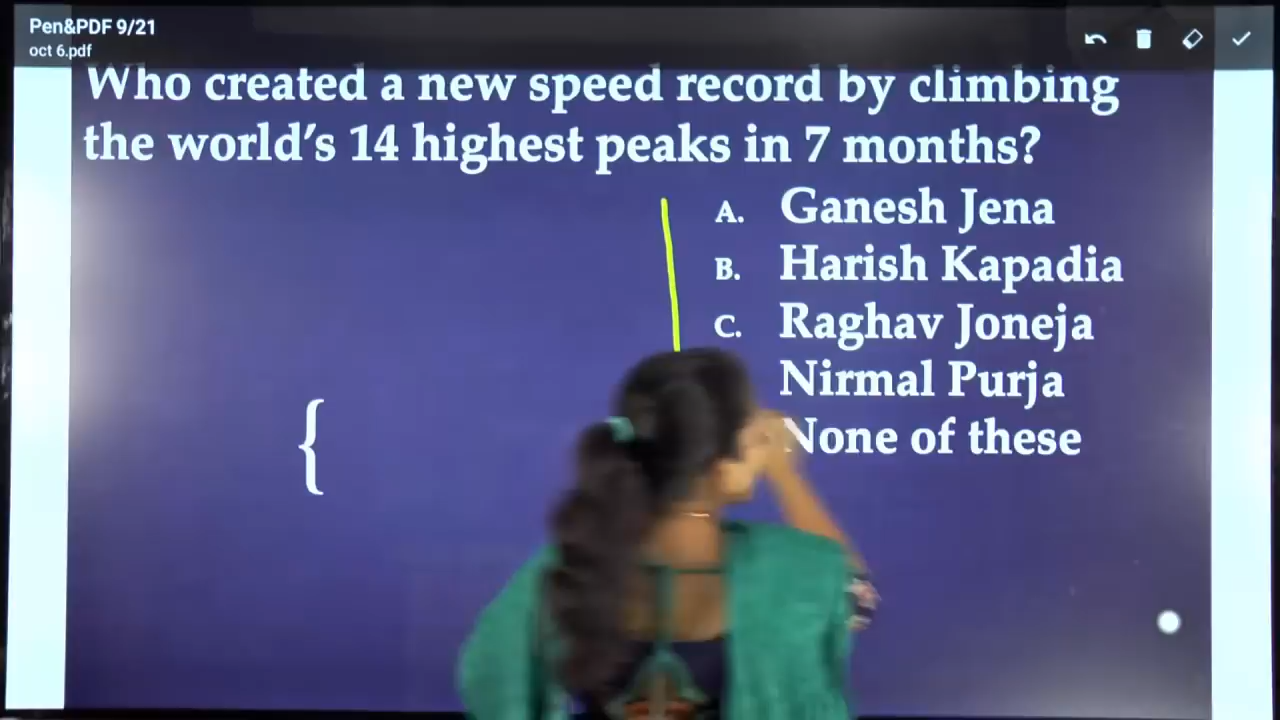 Pen&PDF 9/21
oct 6.pdf
Who created a new speed record by climbing
the world's 14 highest peaks in 7 months?
A. Ganesh Jena
B. Harish Kapadia
C. Raghav Joneja
Nirmal Purja
None of these
{